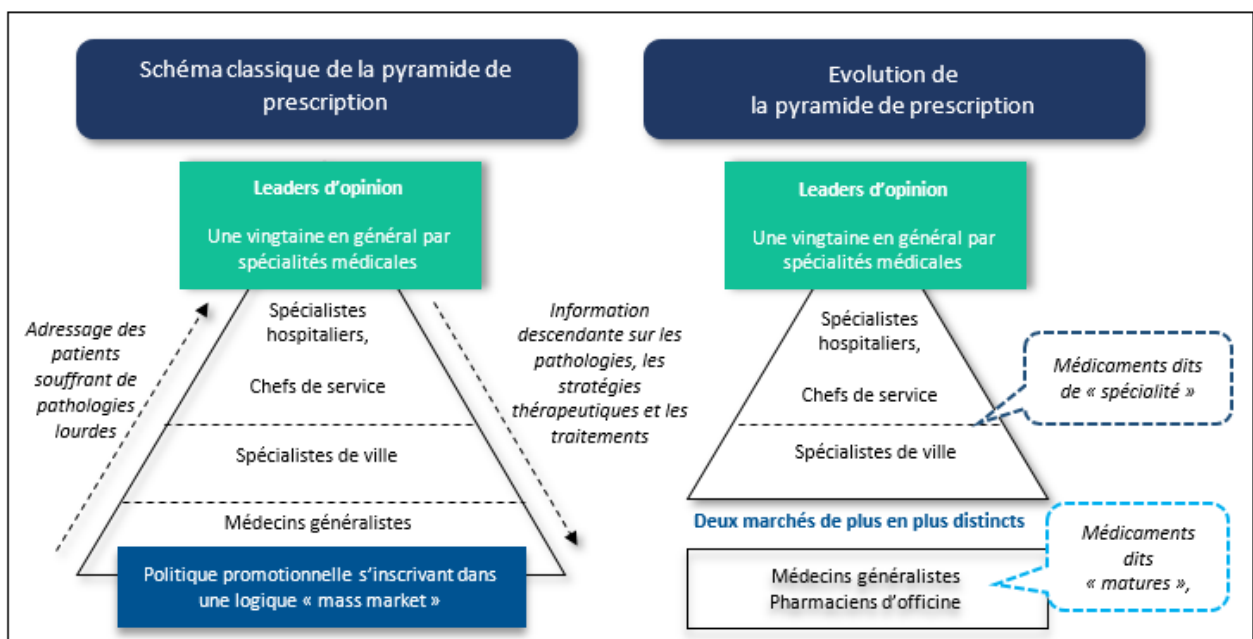 Schéma classique de la pyramide de
prescription
Leaders d'opinion
Une vingtaine en général par
spécialités médicales
Adressage des
patients
souffrant de
pathologies
lourdes
Spécialistes
hospitaliers,
Chefs de service
Spécialistes de ville
Médecins généralistes
Politique promotionnelle s'inscrivant dans
une logique « mass market »
Information
descendante sur les
pathologies, les
stratégies
thérapeutiques et les
traitements
Evolution de
la pyramide de prescription
Leaders d'opinion
Une vingtaine en général par
spécialités médicales
Spécialistes
hospitaliers,
Chefs de service
Spécialistes de ville
Médicaments dits
de « spécialité »
Deux marchés de plus en plus distincts
Médecins généralistes
Pharmaciens d'officine
Médicaments
dits
« matures »,